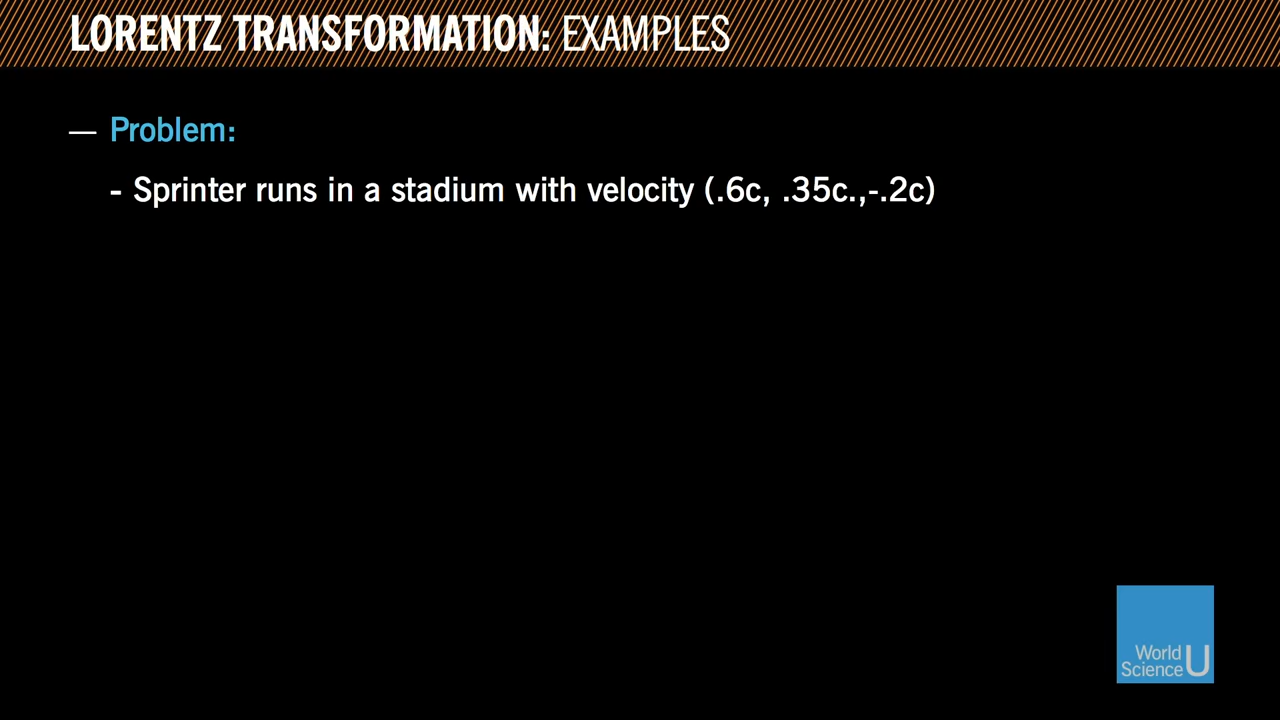 LORENTZ TRANSFORMATION: EXAMPLES
— Problem:
- Sprinter runs in a stadium with velocity (.6c, .35c.,-.2c)
World
Science U